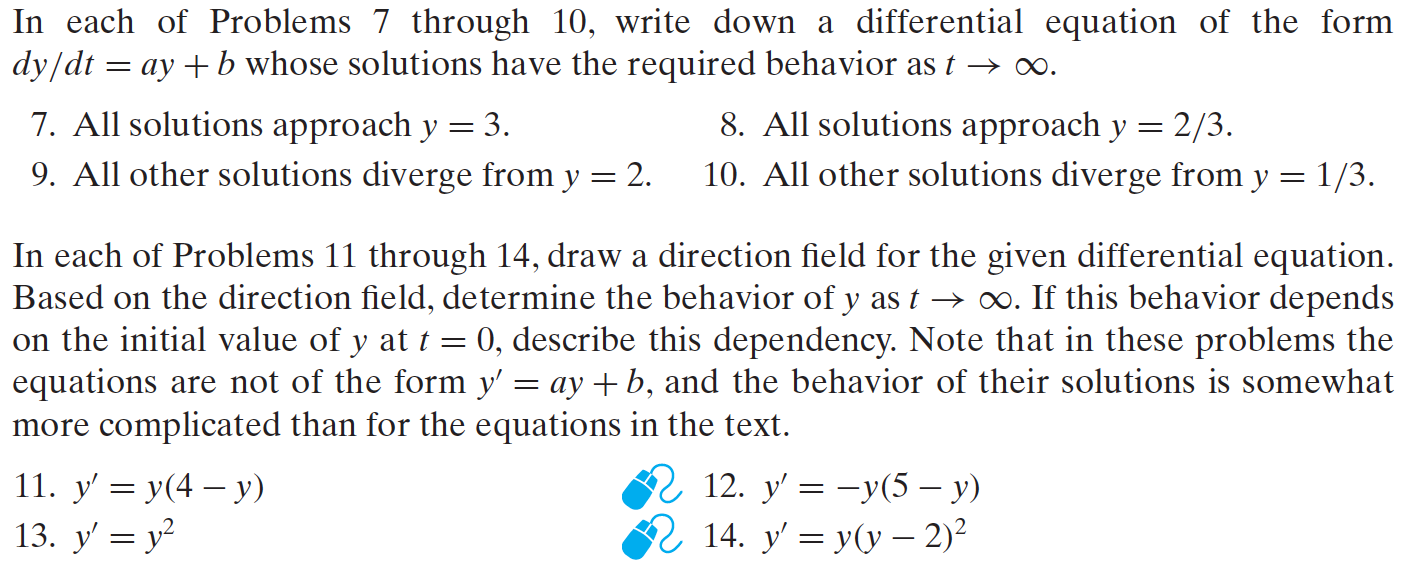 In each of Problems 7 through 10, write down a differential equation of the form
dy/dt = ay + b whose solutions have the required behavior as t → ∞.
7. All solutions approach y = 3.
8. All solutions approach y = 2/3.
9. All other solutions diverge from y = 2.
10. All other solutions diverge from y = 1/3.
In each of Problems 11 through 14, draw a direction field for the given differential equation.
Based on the direction field, determine the behavior of y as t → ∞. If this behavior depends
on the initial value of y at t = 0, describe this dependency. Note that in these problems the
equations are not of the form y′ = ay + b, and the behavior of their solutions is somewhat
more complicated than for the equations in the text.
11. y′ = y(4 − y)
12. y′ = −y(5 − y)
13. y′ = y²
14. y′ = y(y − 2)²